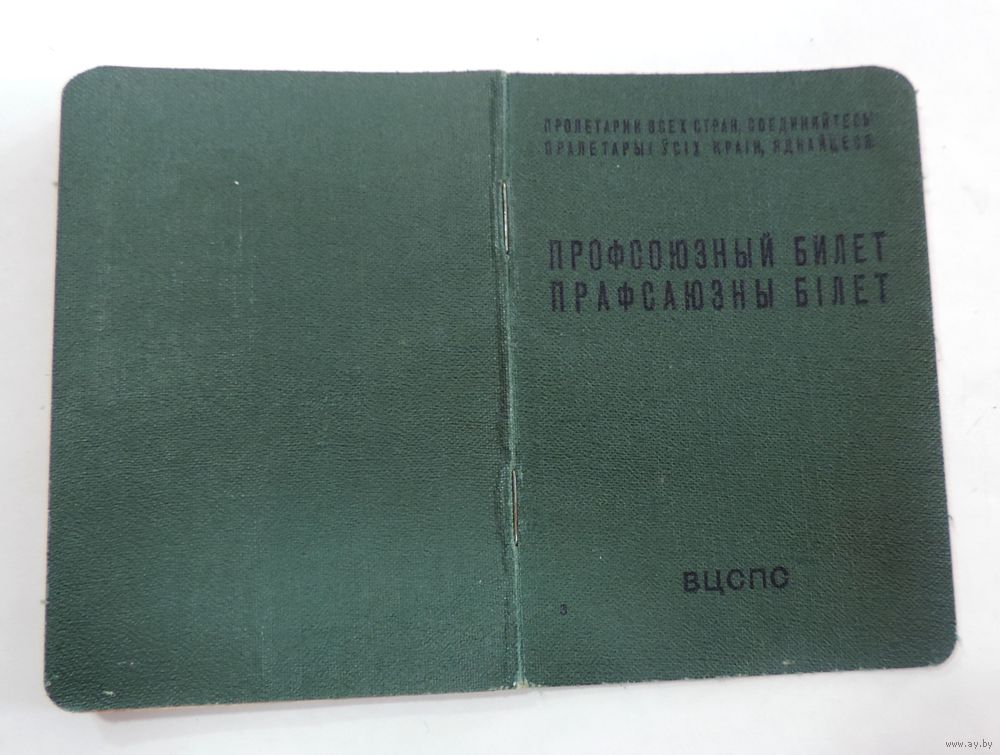 ПРОЛЕТАРИИ ВСЕХ СТРАН, СОЕДИНЯЙТЕСЬ
ПРАЛЕТАРЫІ ЎСІХ КРАІН, ЯДНАЙЦЕСЯ
ПРОФСОЮЗНЫЙ БИЛЕТ
ПРАФСАЮЗНЫ БІЛЕТ
ВЦСПС
3
www.ay.by